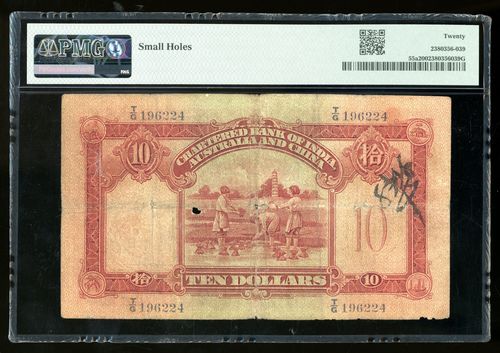 PMG
Small Holes
Twenty
2380356-039
55a2002380356039G
T/G 196224
T/G 196224
CHARTERED BANK OF INDIA
AUSTRALIA AND CHINA
10
拾
10
拾
TEN DOLLARS
10
T/G 196224
T/G 196224